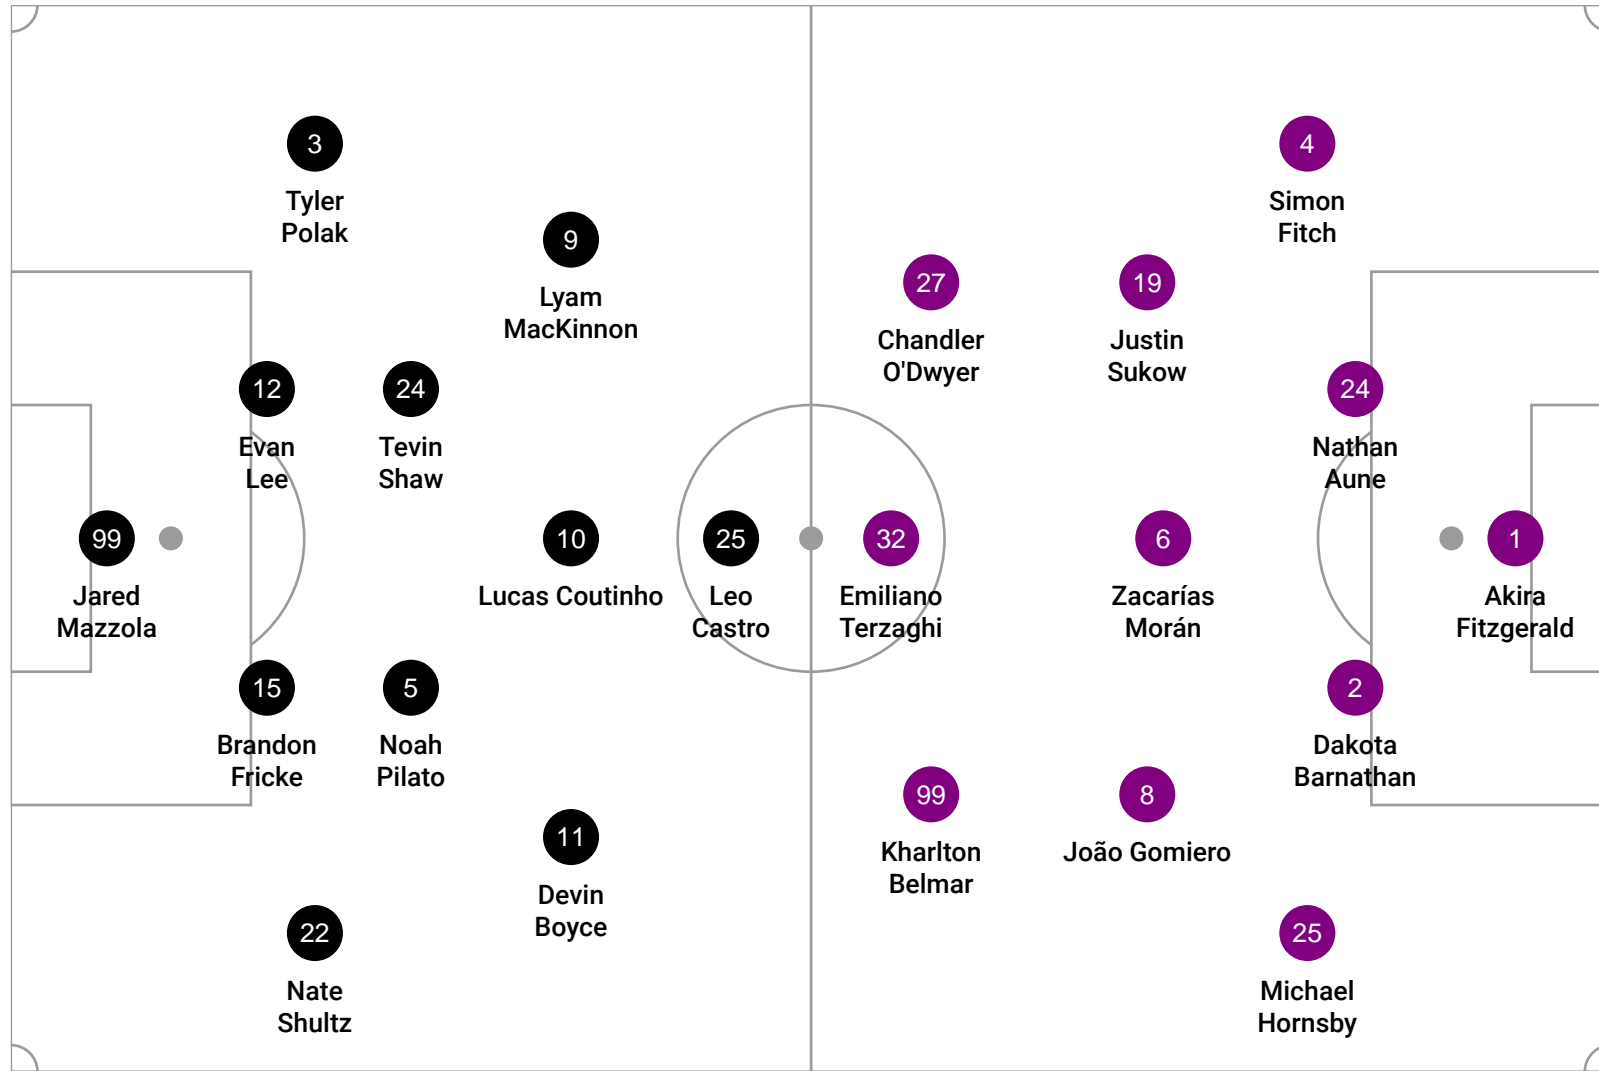 3
Tyler
Polak
9
Lyam
MacKinnon
12
Evan
Lee
24
Tevin
Shaw
99
Jared
Mazzola
10
Lucas Coutinho
25
Leo
Castro
15
Brandon
Fricke
5
Noah
Pilato
11
Devin
Boyce
22
Nate
Shultz
4
Simon
Fitch
27
Chandler
O'Dwyer
19
Justin
Sukow
24
Nathan
Aune
32
Emiliano
Terzaghi
6
Zacarías
Morán
1
Akira
Fitzgerald
2
Dakota
Barnathan
99
Kharlton
Belmar
8
João Gomiero
25
Michael
Hornsby